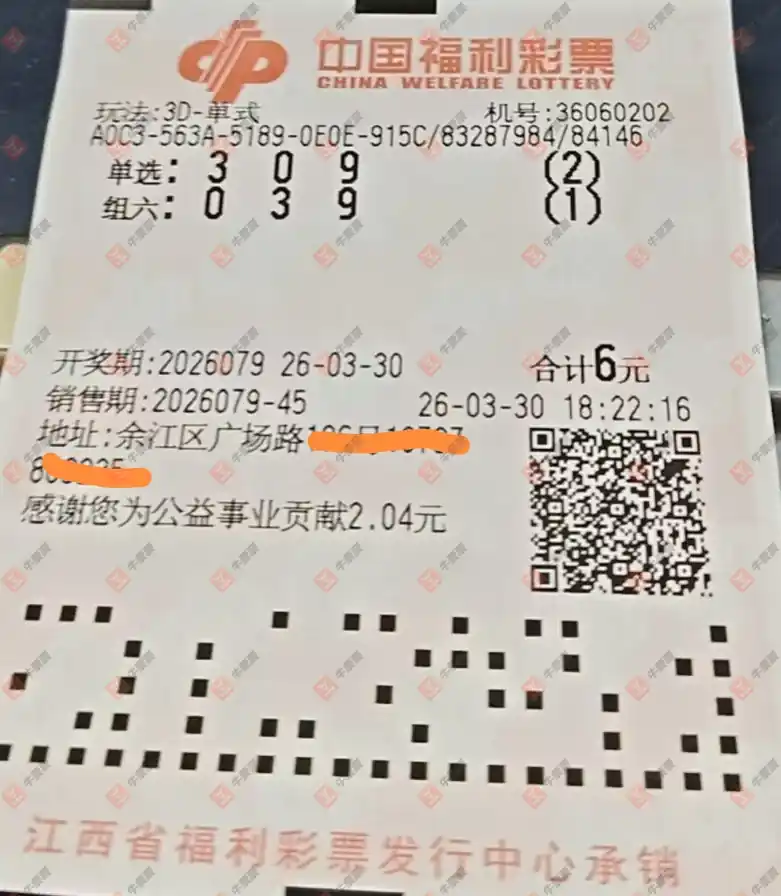 中国福利彩票
CHINA WELFARE LOTTERY
玩法:3D-单式 机号:36060202
A0C3-563A-5189-0E0E-915C/83287984/84146
单选: 3 0 9 (2)
组六: 0 3 9 (1)
开奖期:2026079 26-03-30 合计6元
销售期:2026079-45 26-03-30 18:22:16
地址:余江区广场路
感谢您为公益事业贡献2.04元
江西省福利彩票发行中心承销